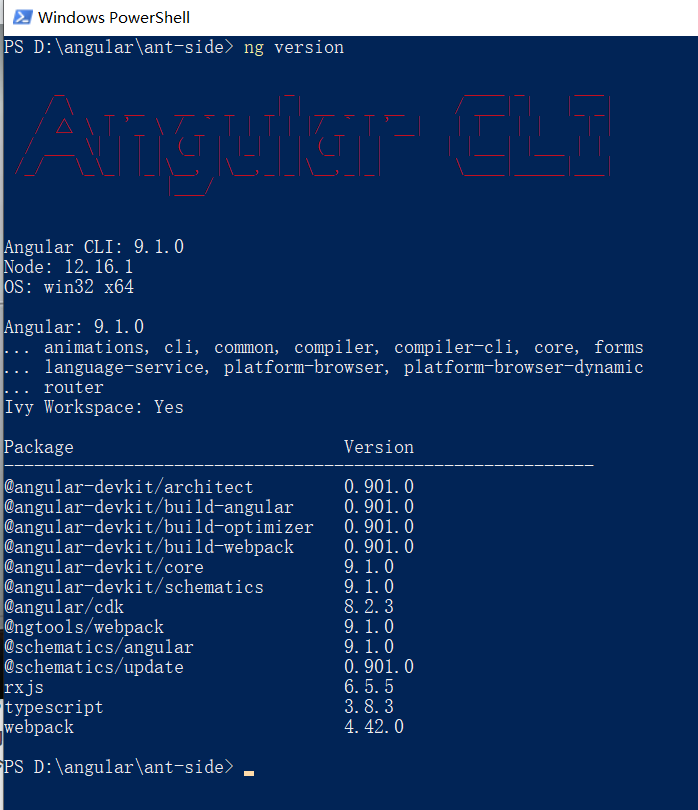 Windows PowerShell
PS D:\angular\ant-side> ng version
Angular CLI
Angular CLI: 9.1.0
Node: 12.16.1
OS: win32 x64
Angular: 9.1.0
... animations, cli, common, compiler, compiler-cli, core, forms
... language-service, platform-browser, platform-browser-dynamic
... router
Ivy Workspace: Yes
Package                           Version
-----------------------------------------------------------
@angular-devkit/architect         0.901.0
@angular-devkit/build-angular     0.901.0
@angular-devkit/build-optimizer   0.901.0
@angular-devkit/build-webpack     0.901.0
@angular-devkit/core              9.1.0
@angular-devkit/schematics        9.1.0
@angular/cdk                      8.2.3
@ngtools/webpack                  9.1.0
@schematics/angular               9.1.0
@schematics/update                0.901.0
rxjs                              6.5.5
typescript                        3.8.3
webpack                           4.42.0
PS D:\angular\ant-side>